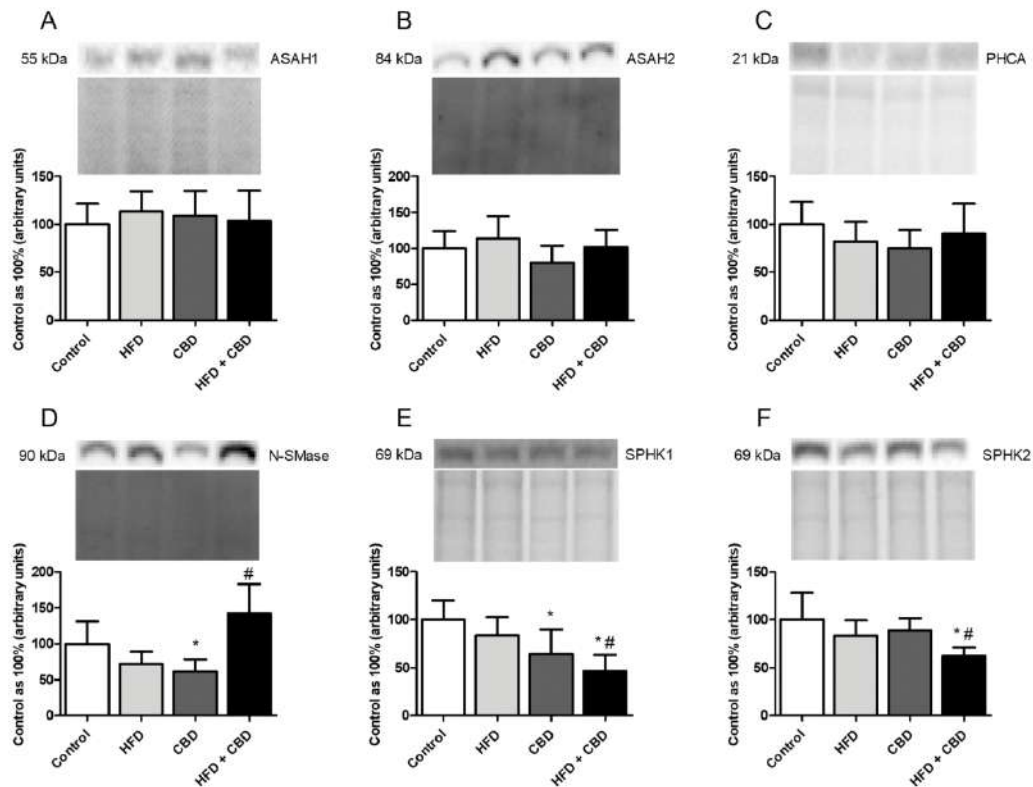 A
55 kDa
ASAH1
Control as 100% (arbitrary units)
150
100
50
0
Control
HFD
CBD
HFD + CBD
B
84 kDa
ASAH2
Control as 100% (arbitrary units)
200
150
100
50
0
Control
HFD
CBD
HFD + CBD
C
21 kDa
PHCA
Control as 100% (arbitrary units)
150
100
50
0
Control
HFD
CBD
HFD + CBD
D
90 kDa
N-SMase
Control as 100% (arbitrary units)
200
150
100
50
0
*
#
Control
HFD
CBD
HFD + CBD
E
69 kDa
SPHK1
Control as 100% (arbitrary units)
150
100
50
0
*
* #
Control
HFD
CBD
HFD + CBD
F
69 kDa
SPHK2
Control as 100% (arbitrary units)
150
100
50
0
* #
Control
HFD
CBD
HFD + CBD